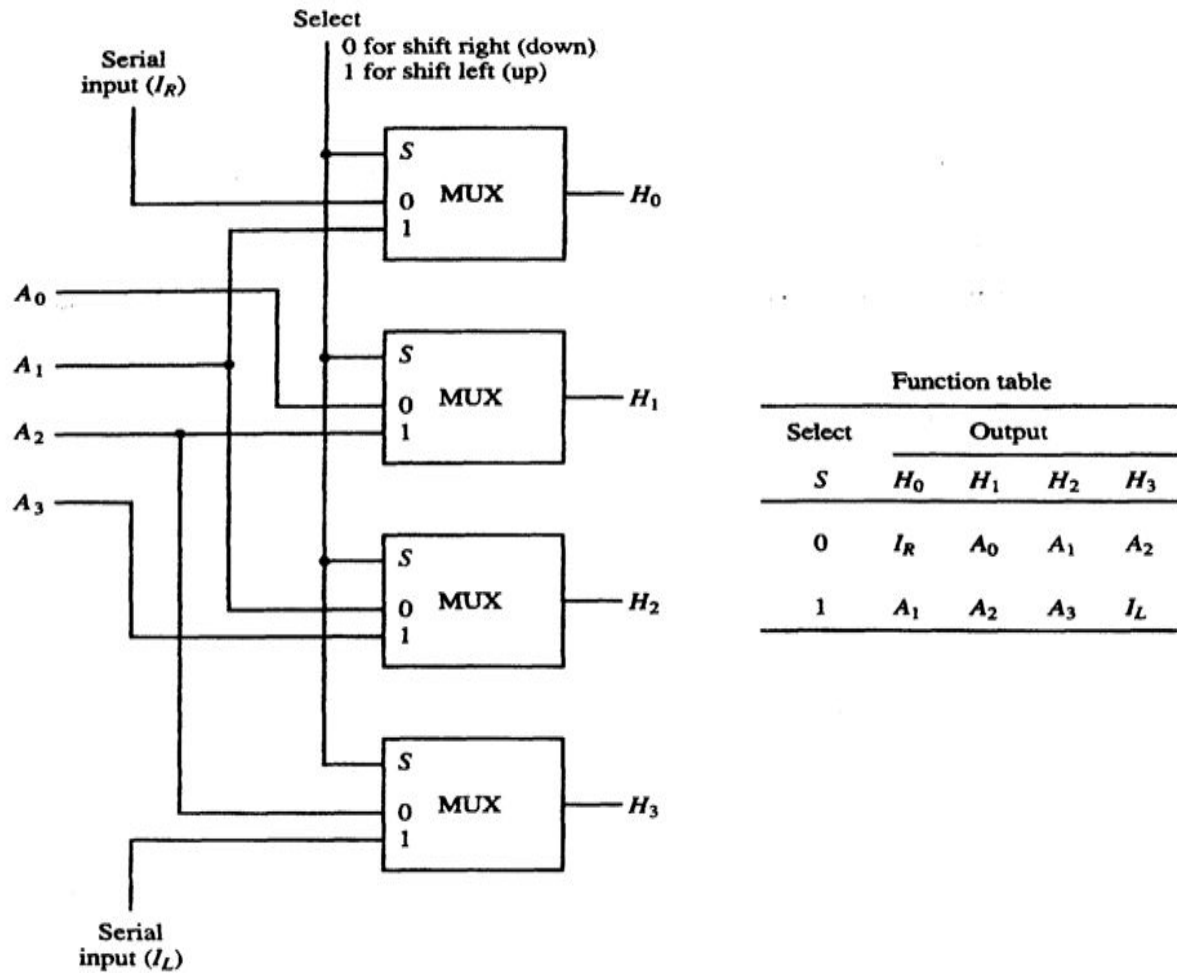 Select
0 for shift right (down)
1 for shift left (up)
Serial
input (I_R)
S
0 MUX H_0
1
A_0
A_1
A_2
A_3
S
0 MUX H_1
1
S
0 MUX H_2
1
S
0 MUX H_3
1
Serial
input (I_L)
Function table
Select Output
S H_0 H_1 H_2 H_3
0 I_R A_0 A_1 A_2
1 A_1 A_2 A_3 I_L